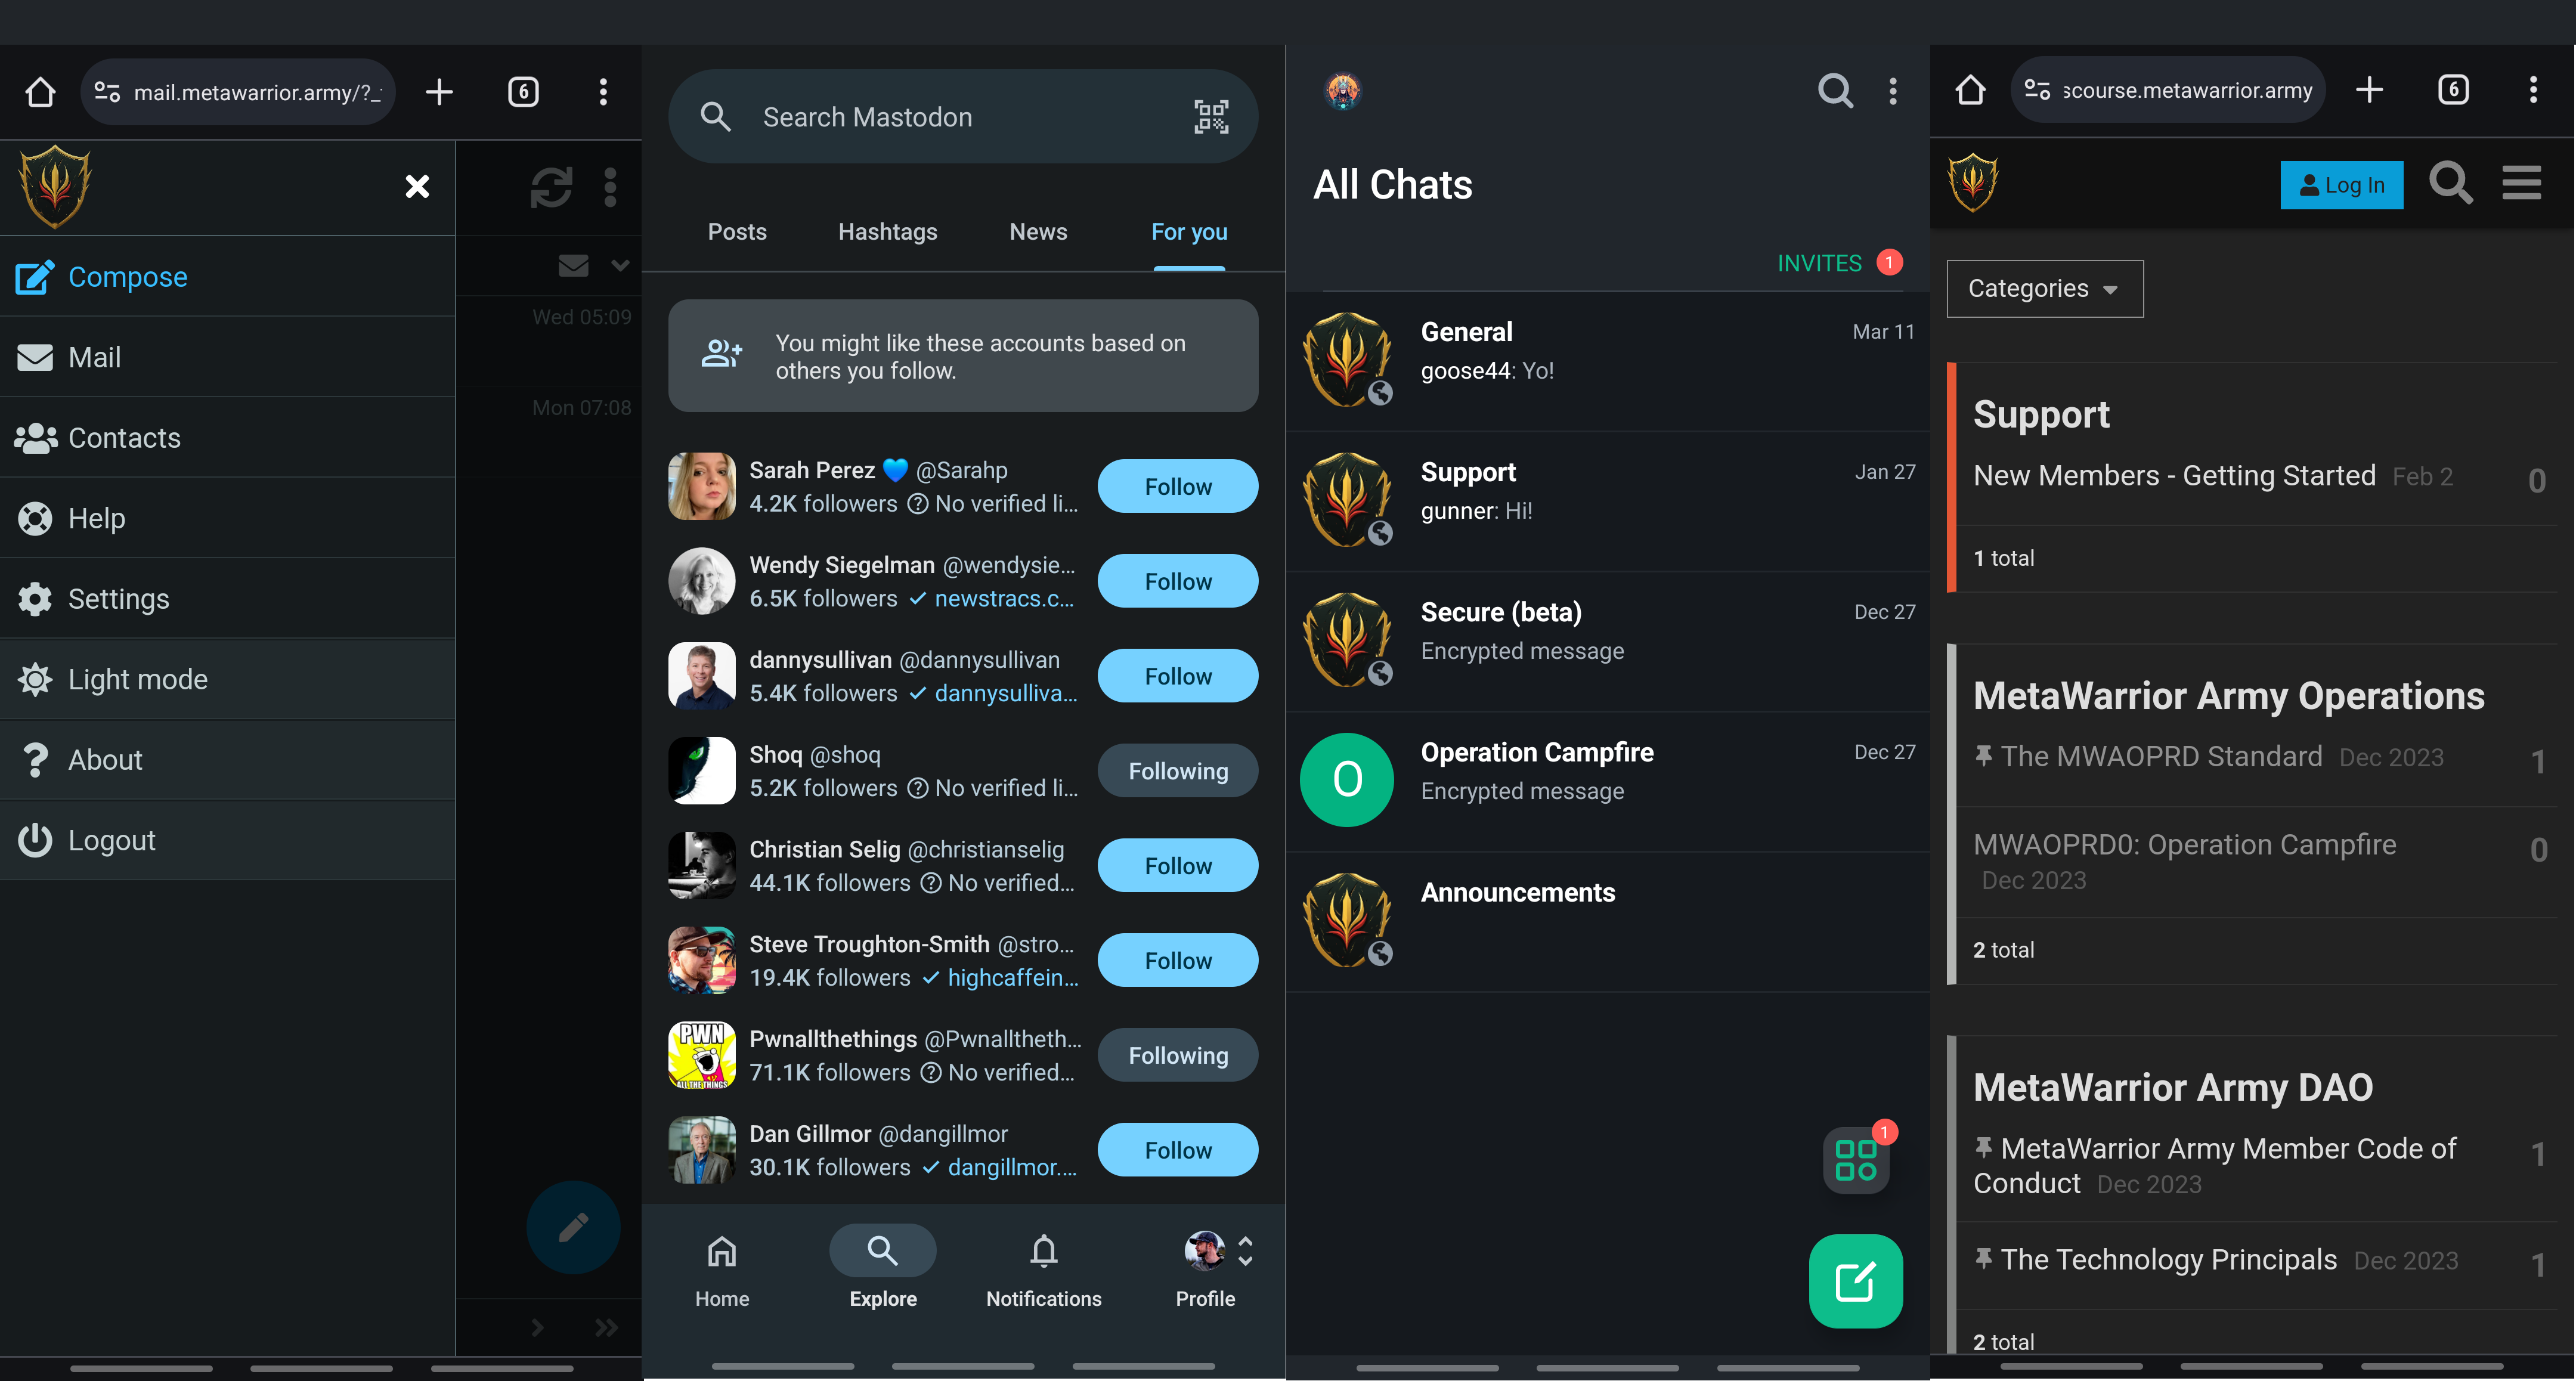 mail.metawarrior.army/?_
6
Compose
Mail
Contacts
Help
Settings
Light mode
About
Logout
Wed 05:09
Mon 07:08
Search Mastodon
Posts
Hashtags
News
For you
You might like these accounts based on
others you follow.
Sarah Perez 💙 @Sarahp
4.2K followers No verified li...
Follow
Wendy Siegelman @wendysie...
6.5K followers ✓ newstracs.c...
Follow
dannysullivan @dannysullivan
5.4K followers ✓ dannysulliva...
Follow
Shoq @shoq
5.2K followers No verified li...
Following
Christian Selig @christianselig
44.1K followers No verified...
Follow
Steve Troughton-Smith @stro...
19.4K followers ✓ highcaffein...
Follow
PWN
ALL THE THINGS
Pwnallthethings @Pwnalltheth...
71.1K followers No verified...
Following
Dan Gillmor @dangillmor
30.1K followers ✓ dangillmor....
Follow
Home
Explore
Notifications
Profile
All Chats
INVITES 1
General
Mar 11
goose44: Yo!
Support
Jan 27
gunner: Hi!
Secure (beta)
Dec 27
Encrypted message
O
Operation Campfire
Dec 27
Encrypted message
Announcements
1
scourse.metawarrior.army
6
Log In
Categories
Support
New Members - Getting Started Feb 2
0
1 total
MetaWarrior Army Operations
The MWAOPRD Standard Dec 2023
1
MWAOPRD0: Operation Campfire
Dec 2023
0
2 total
MetaWarrior Army DAO
MetaWarrior Army Member Code of
Conduct Dec 2023
1
The Technology Principals Dec 2023
1
2 total